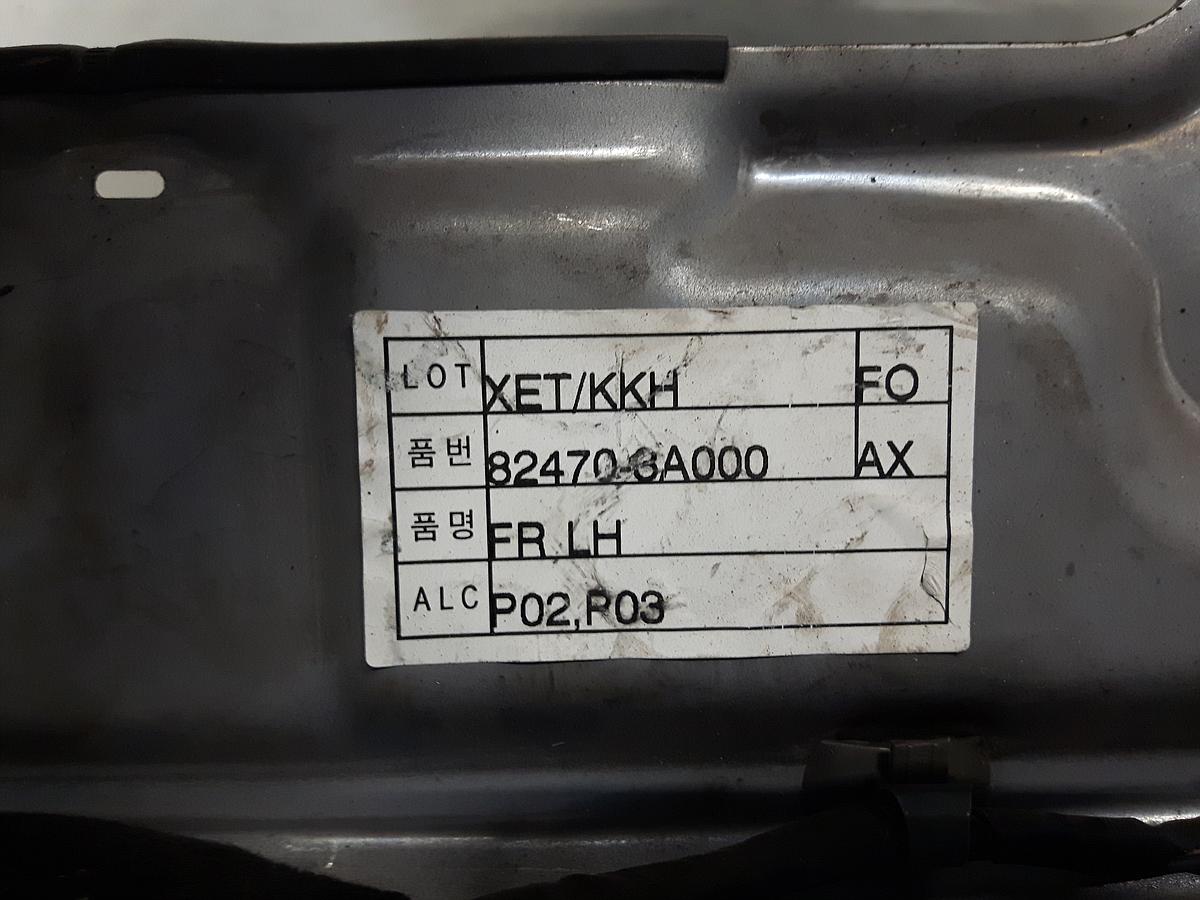 LOT XET/KKH FO
품번 82470-3A000 AX
품명 FR LH
ALC P02,P03